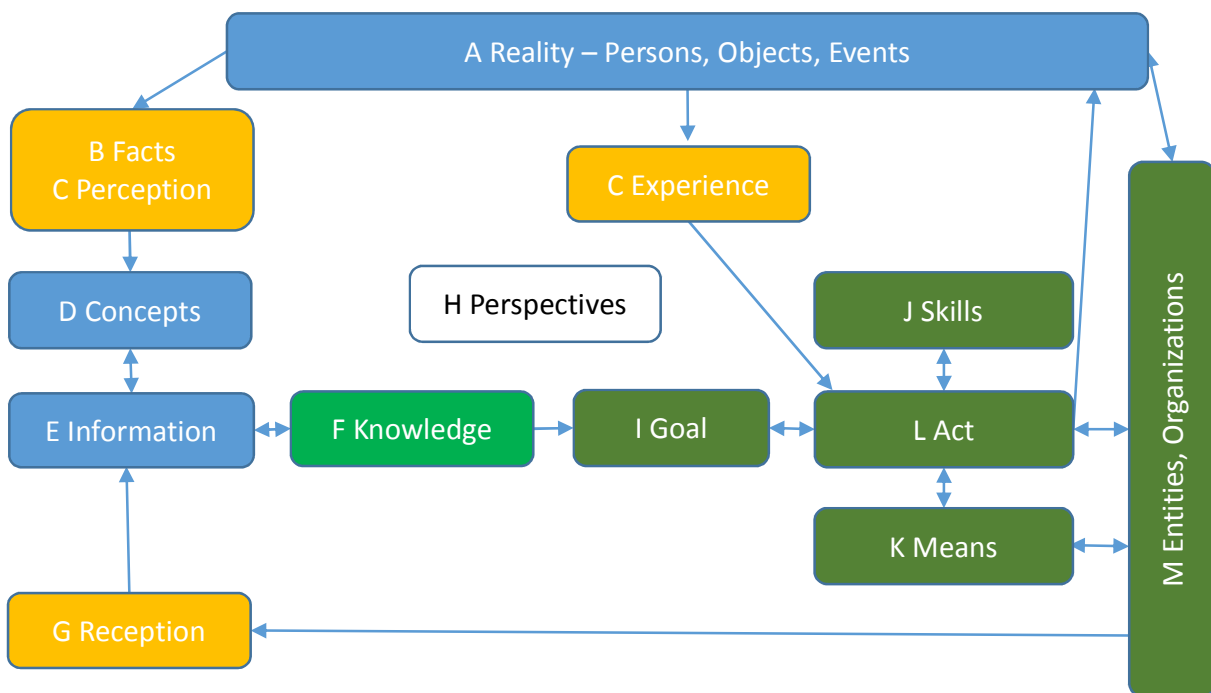 A Reality – Persons, Objects, Events
B Facts
C Perception
C Experience
D Concepts
H Perspectives
J Skills
M Entities, Organizations
E Information
F Knowledge
I Goal
L Act
K Means
G Reception